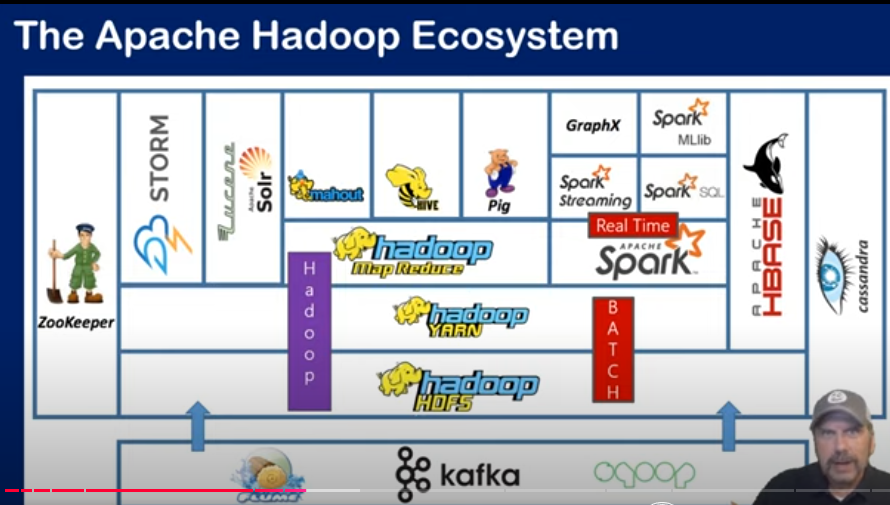 The Apache Hadoop Ecosystem
ZooKeeper
STORM
Lucene
Apache
Solr
mahout
HIVE
Pig
GraphX
Spark
MLlib
Spark
Streaming
Spark SQL
Real Time
hadoop
Map Reduce
APACHE
Spark
APACHE
HBASE
cassandra
Hadoop
hadoop
YARN
BATCH
hadoop
HDFS
FLUME
kafka
sqoop